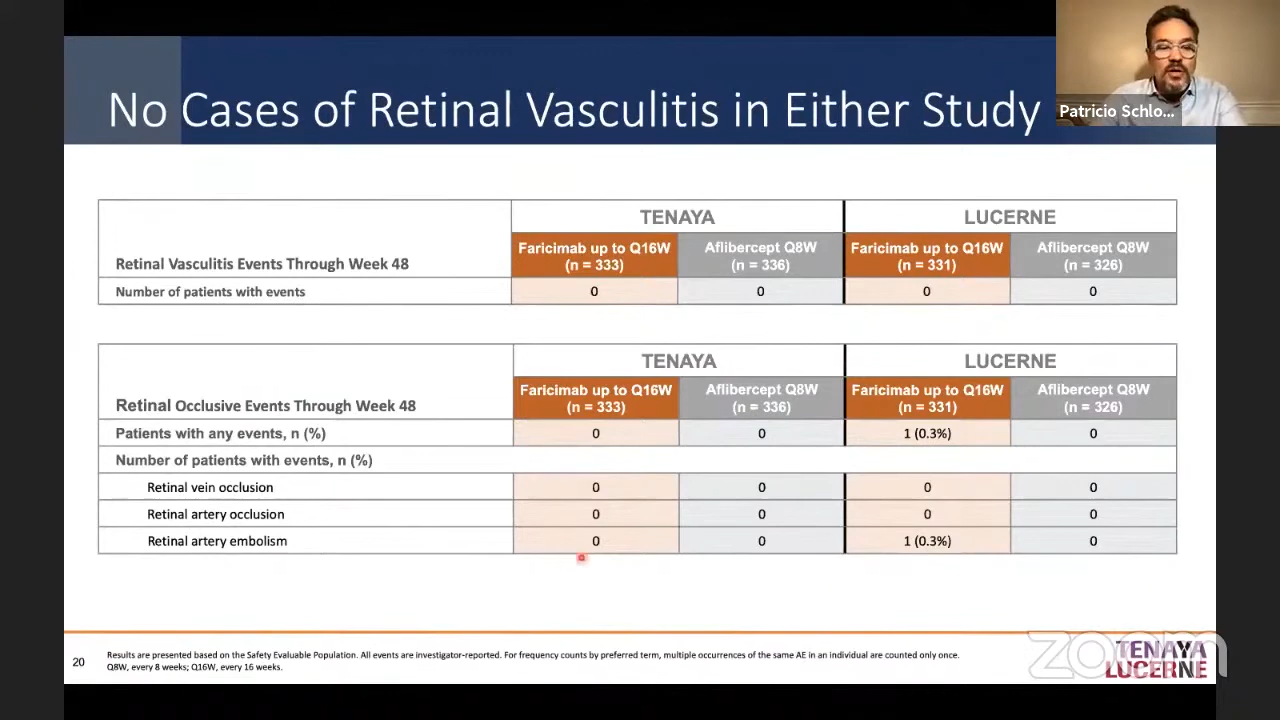 No Cases of Retinal Vasculitis in Either Study
Patricio Schlo...
TENAYA LUCERNE
Retinal Vasculitis Events Through Week 48 Faricimab up to Q16W (n = 333) Aflibercept Q8W (n = 336) Faricimab up to Q16W (n = 331) Aflibercept Q8W (n = 326)
Number of patients with events 0 0 0 0
TENAYA LUCERNE
Retinal Occlusive Events Through Week 48 Faricimab up to Q16W (n = 333) Aflibercept Q8W (n = 336) Faricimab up to Q16W (n = 331) Aflibercept Q8W (n = 326)
Patients with any events, n (%) 0 0 1 (0.3%) 0
Number of patients with events, n (%)
Retinal vein occlusion 0 0 0 0
Retinal artery occlusion 0 0 0 0
Retinal artery embolism 0 0 1 (0.3%) 0
20
Results are presented based on the Safety Evaluable Population. All events are investigator-reported. For frequency counts by preferred term, multiple occurrences of the same AE in an individual are counted only once.
Q8W, every 8 weeks; Q16W, every 16 weeks.
zoom
TENAYA
LUCERNE